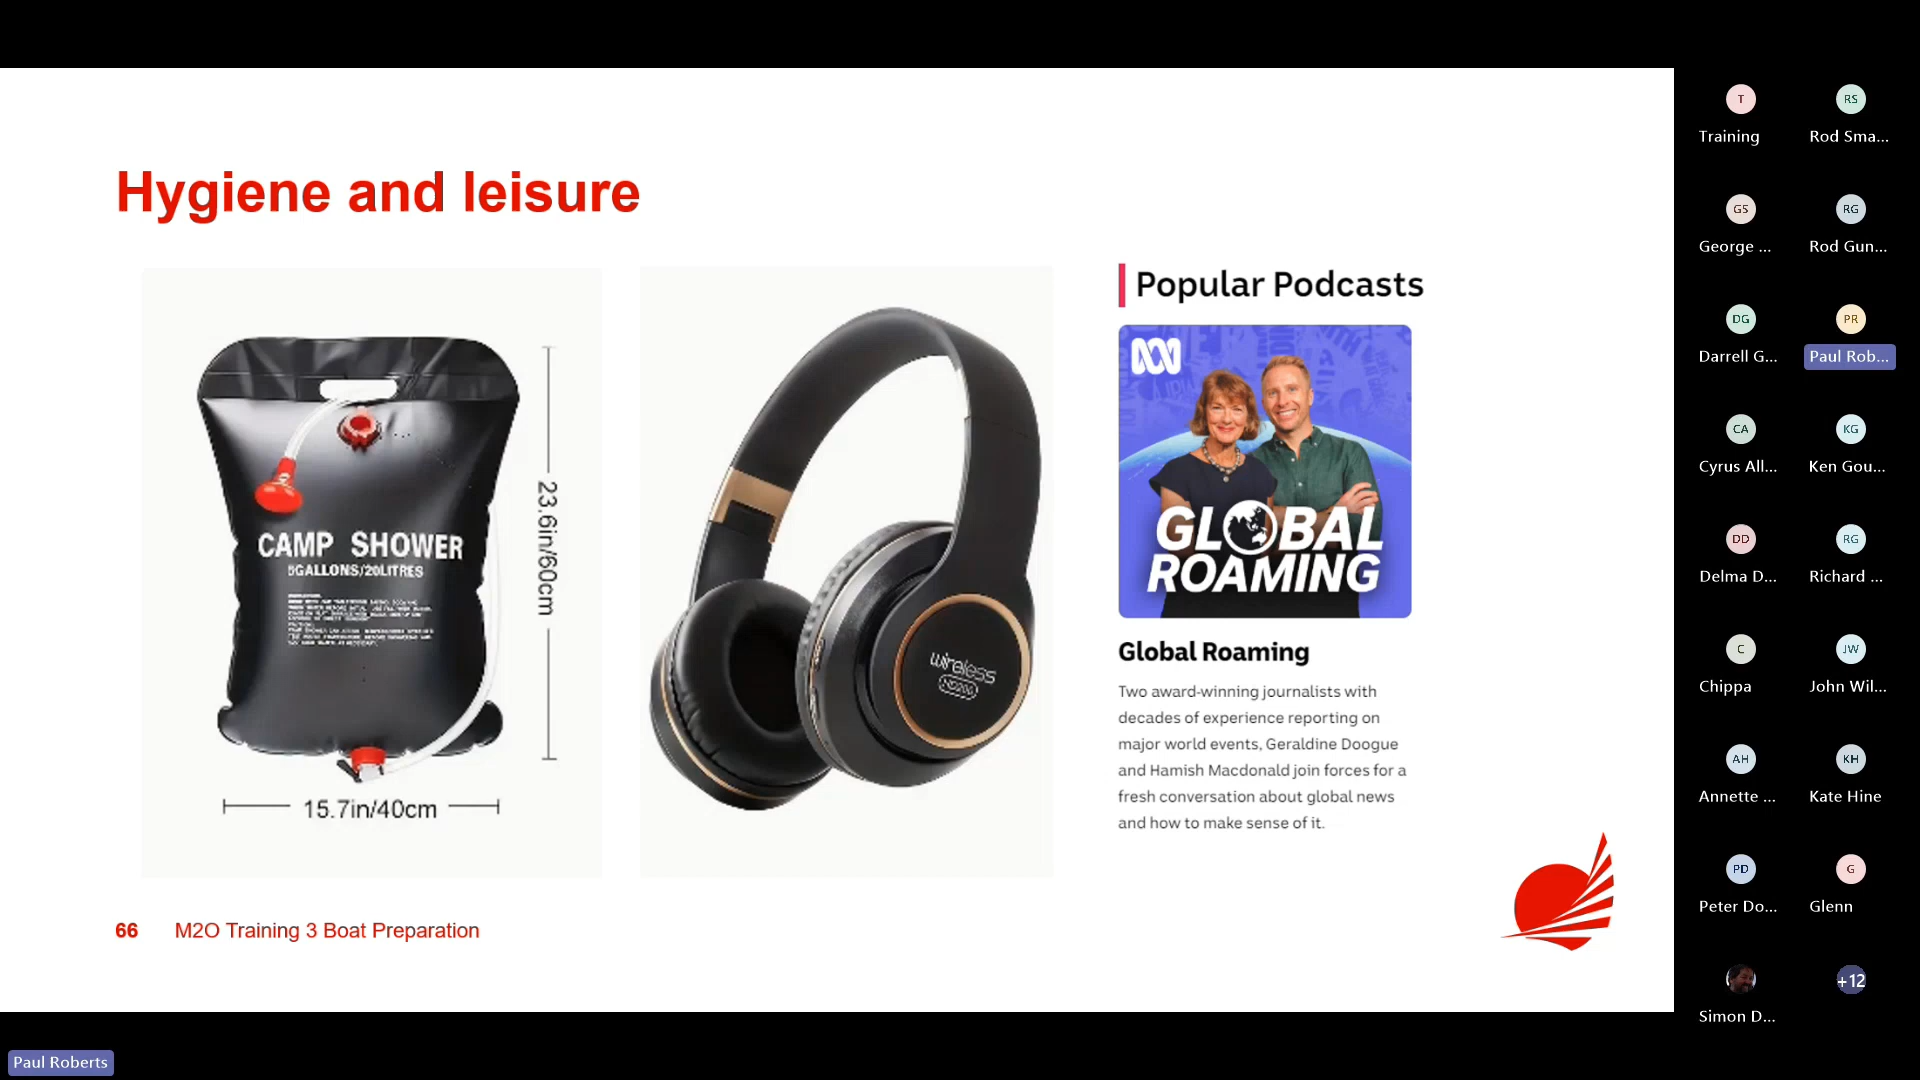 Hygiene and leisure
CAMP SHOWER
5GALLONS/20LITRES
23.6in/60cm
15.7in/40cm
wireless
Popular Podcasts
GLOBAL
ROAMING
Global Roaming
Two award-winning journalists with
decades of experience reporting on
major world events, Geraldine Doogue
and Hamish Macdonald join forces for a
fresh conversation about global news
and how to make sense of it.
66 M2O Training 3 Boat Preparation
T
Training
RS
Rod Sma...
GS
George ...
RG
Rod Gun...
DG
Darrell G...
PR
Paul Rob...
CA
Cyrus All...
KG
Ken Gou...
DD
Delma D...
RG
Richard ...
C
Chippa
JW
John Wil...
AH
Annette ...
KH
Kate Hine
PD
Peter Do...
G
Glenn
Simon D...
+12
Paul Roberts